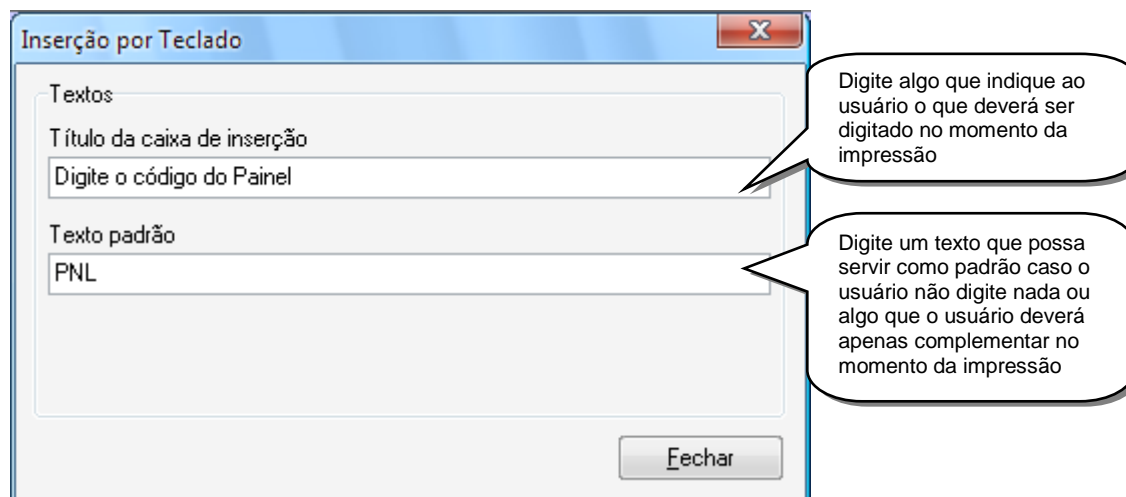 Inserção por Teclado
Textos
Título da caixa de inserção
Digite o código do Painel
Texto padrão
PNL
Fechar
Digite algo que indique ao
usuário o que deverá ser
digitado no momento da
impressão
Digite um texto que possa
servir como padrão caso o
usuário não digite nada ou
algo que o usuário deverá
apenas complementar no
momento da impressão